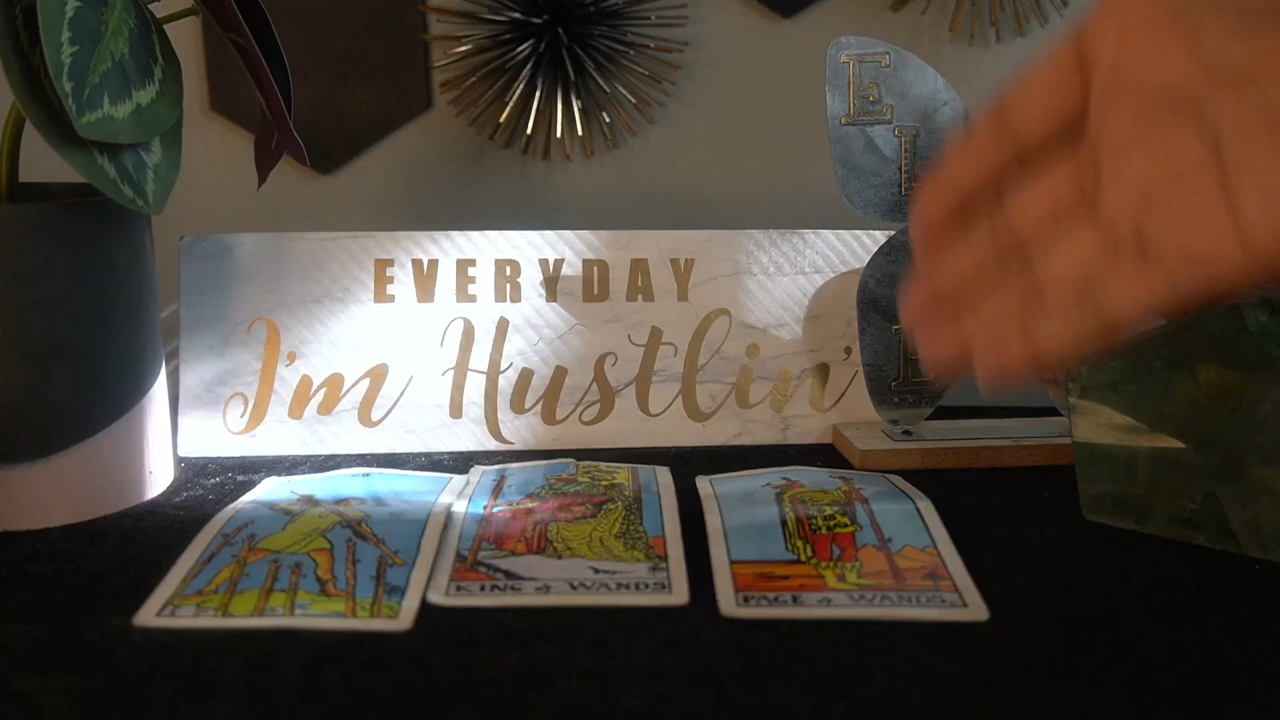 EVERYDAY
I'm Hustlin'
E
KING of WANDS
PAGE of WANDS.